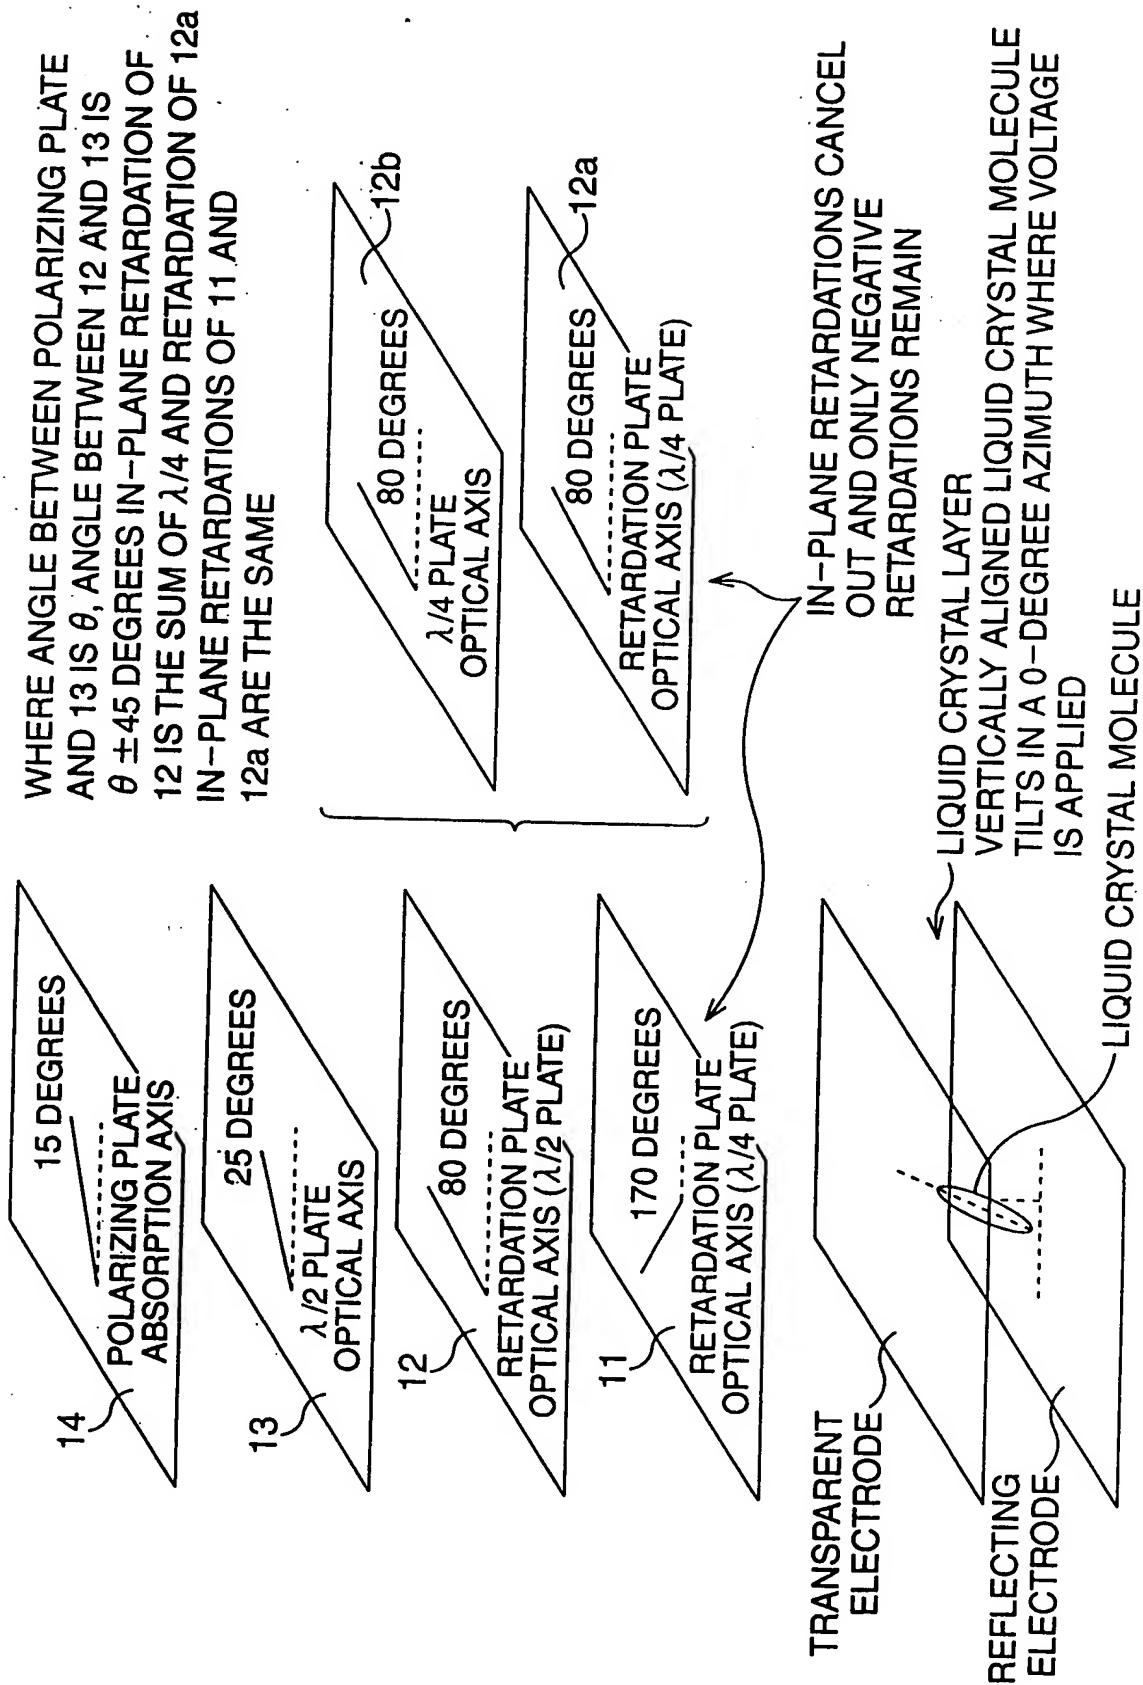 WHERE ANGLE BETWEEN POLARIZING PLATE
AND 13 IS θ, ANGLE BETWEEN 12 AND 13 IS
θ ±45 DEGREES IN-PLANE RETARDATION OF
12 IS THE SUM OF λ/4 AND RETARDATION OF 12a
IN-PLANE RETARDATIONS OF 11 AND
12a ARE THE SAME
14
15 DEGREES
POLARIZING PLATE
ABSORPTION AXIS
13
25 DEGREES
λ/2 PLATE
OPTICAL AXIS
12
80 DEGREES
RETARDATION PLATE
OPTICAL AXIS (λ/2 PLATE)
11
170 DEGREES
RETARDATION PLATE
OPTICAL AXIS (λ/4 PLATE)
12b
80 DEGREES
λ/4 PLATE
OPTICAL AXIS
12a
80 DEGREES
RETARDATION PLATE
OPTICAL AXIS (λ/4 PLATE)
IN-PLANE RETARDATIONS CANCEL
OUT AND ONLY NEGATIVE
RETARDATIONS REMAIN
TRANSPARENT
ELECTRODE
REFLECTING
ELECTRODE
LIQUID CRYSTAL LAYER
VERTICALLY ALIGNED LIQUID CRYSTAL MOLECULE
TILTS IN A 0-DEGREE AZIMUTH WHERE VOLTAGE
IS APPLIED
LIQUID CRYSTAL MOLECULE